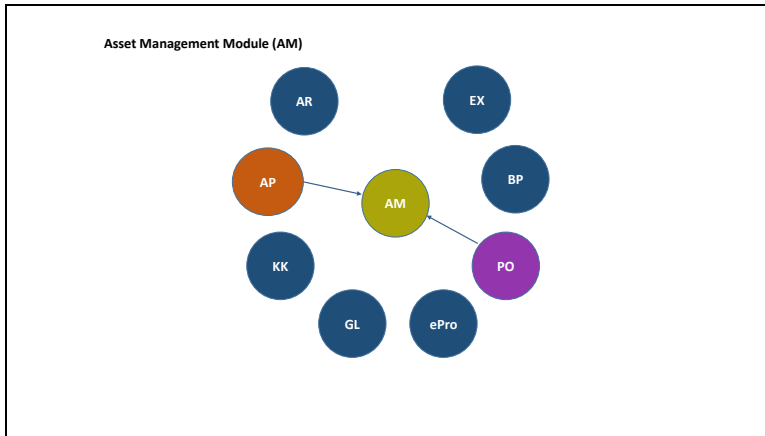 Asset Management Module (AM)
AR
EX
AP
BP
AM
KK
PO
GL
ePro